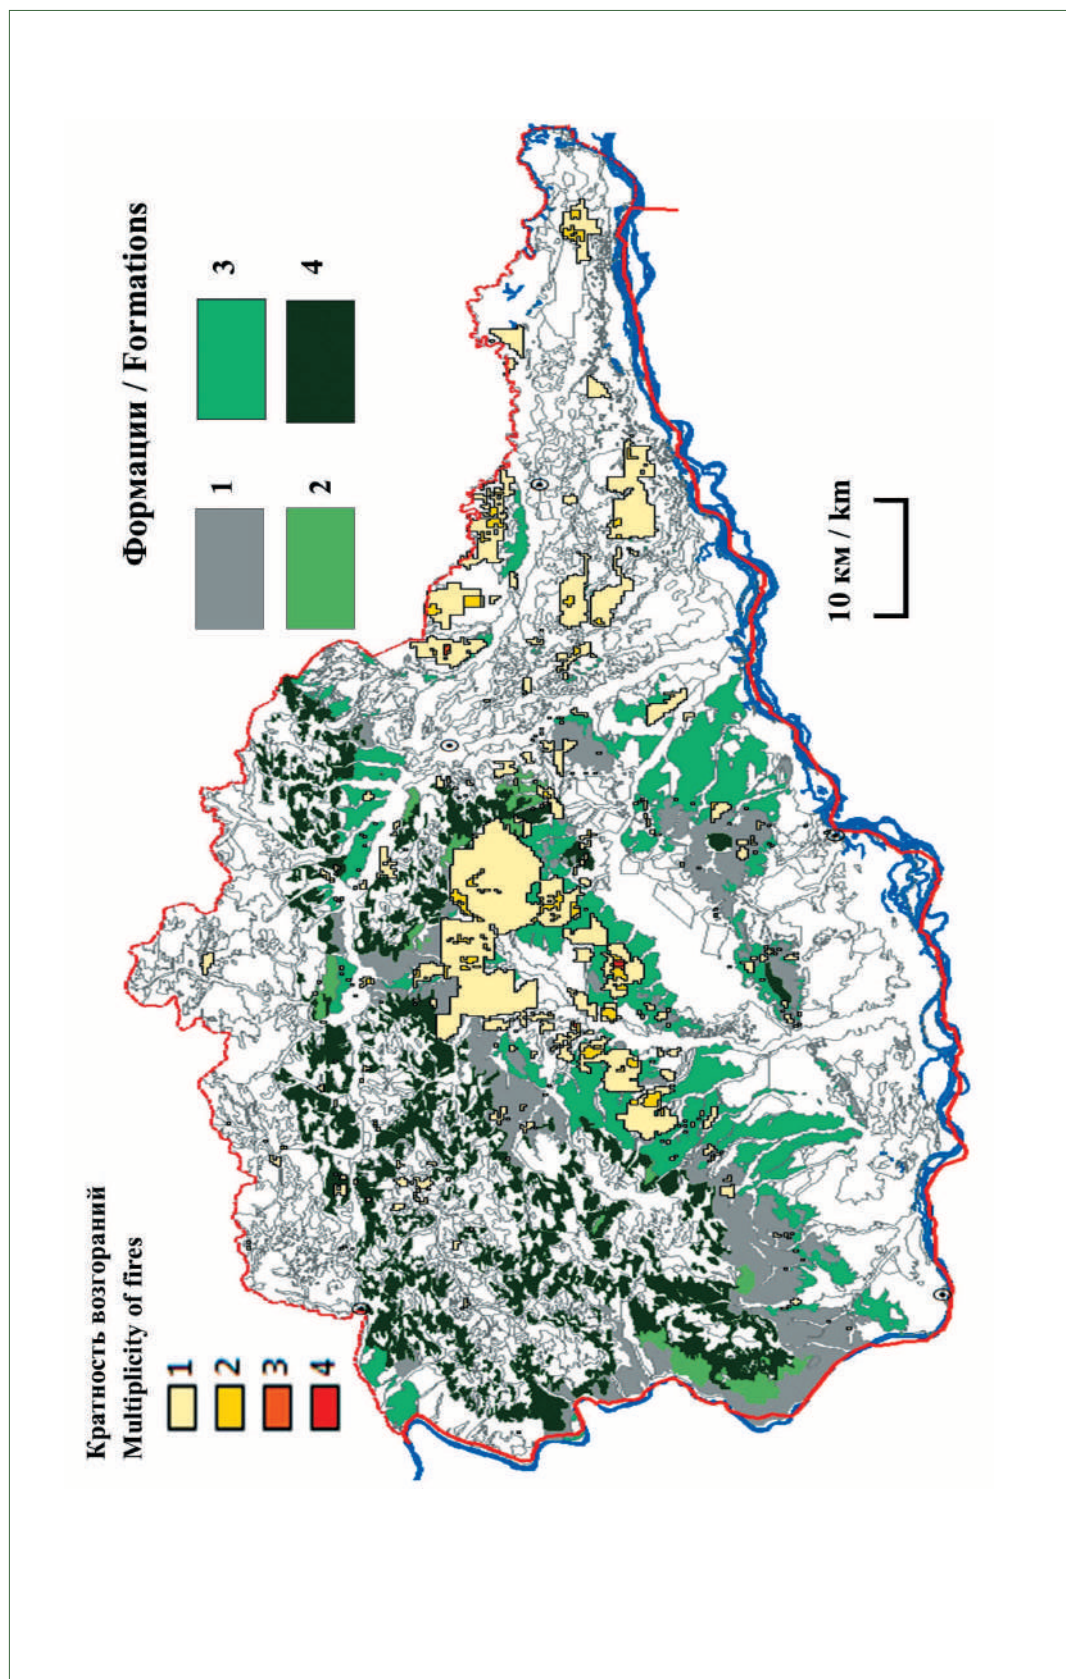 Кратность возгораний
Multiplicity of fires
1
2
3
4
Формации / Formations
1
3
2
4
10 км / km